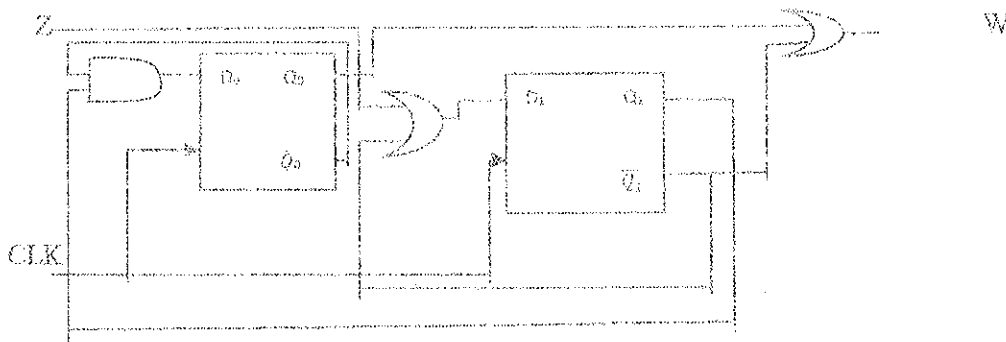 Z
W
D₀ Q₀
D₁ Q₁
Q̄₀
Q̄₁
CLK